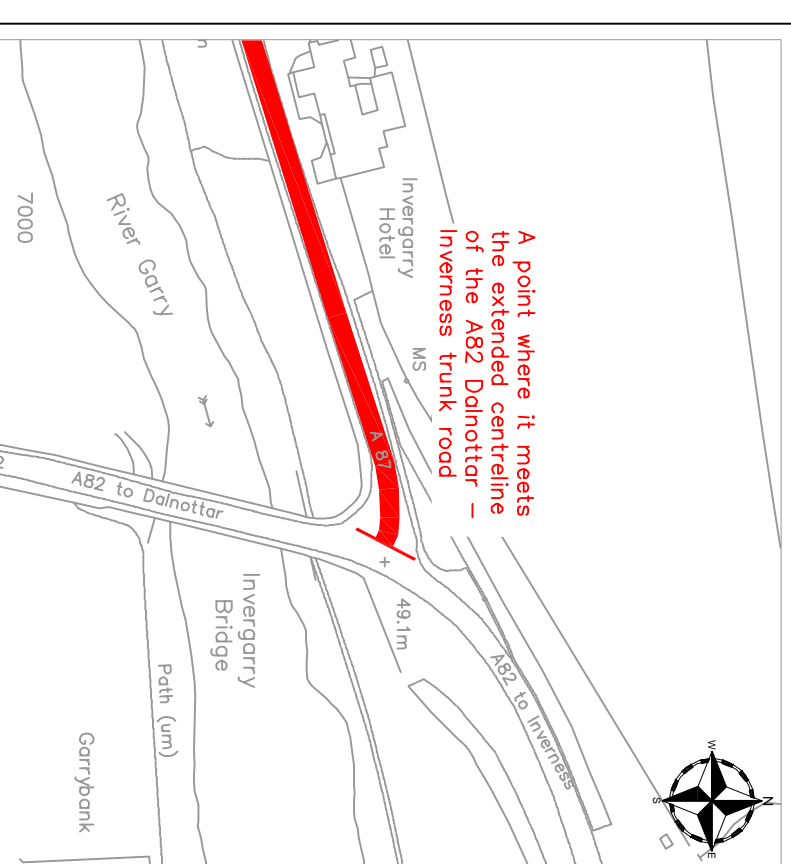 A point where it meets
the extended centreline
of the A82 Dalnottar –
Inverness trunk road
Invergarry
Hotel
MS
A 87
River Garry
7000
A82 to Dalnottar
49.1m
A82 to Inverness
Invergarry
Bridge
Path (um)
Garrybank
N
W
E
S